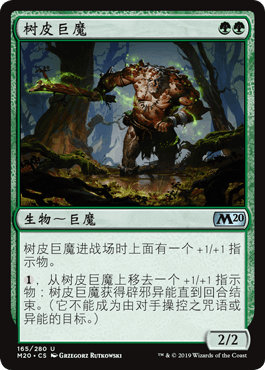 树皮巨魔
生物～巨魔
M20
树皮巨魔进战场时上面有一个 +1/+1 指
示物。
1，从树皮巨魔上移去一个 +1/+1 指
示物：树皮巨魔获得辟邪异能直到回合结
束。（它不能成为由对手操控之咒语或
异能的目标。）
2/2
165/280 U
M20 • CS GRZEGORZ RUTKOWSKI
™ & © 2019 Wizards of the Coast